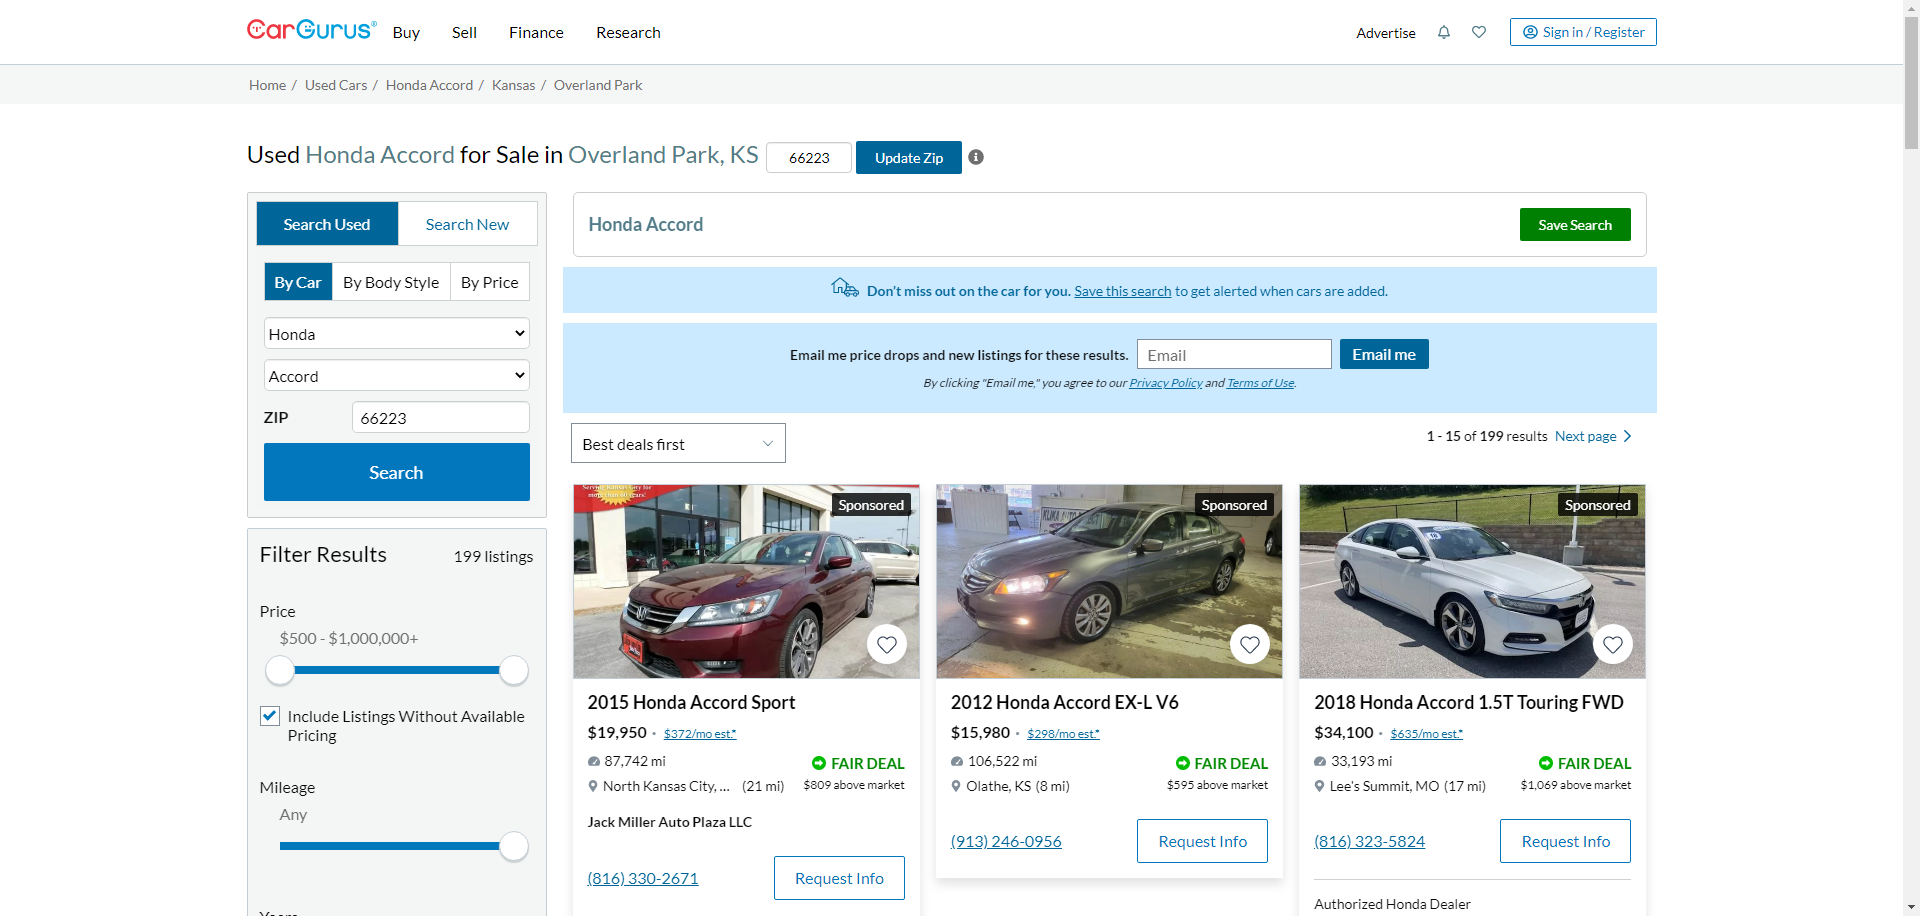 CarGurus®
Buy
Sell
Finance
Research
Advertise
Sign in / Register
Home / Used Cars / Honda Accord / Kansas / Overland Park
Used Honda Accord for Sale in Overland Park, KS
66223
Update Zip
Search Used
Search New
By Car
By Body Style
By Price
Honda
Accord
ZIP
66223
Search
Filter Results
199 listings
Price
$500 - $1,000,000+
Include Listings Without Available
Pricing
Mileage
Any
Years
Honda Accord
Save Search
Don't miss out on the car for you. Save this search to get alerted when cars are added.
Email me price drops and new listings for these results.
Email
Email me
By clicking "Email me," you agree to our Privacy Policy and Terms of Use.
Best deals first
1 - 15 of 199 results
Next page
Sponsored
2015 Honda Accord Sport
$19,950 · $372/mo est.*
87,742 mi
FAIR DEAL
North Kansas City, ... (21 mi)
$809 above market
Jack Miller Auto Plaza LLC
(816) 330-2671
Request Info
Sponsored
2012 Honda Accord EX-L V6
$15,980 · $298/mo est.*
106,522 mi
FAIR DEAL
Olathe, KS (8 mi)
$595 above market
(913) 246-0956
Request Info
Sponsored
2018 Honda Accord 1.5T Touring FWD
$34,100 · $635/mo est.*
33,193 mi
FAIR DEAL
Lee's Summit, MO (17 mi)
$1,069 above market
(816) 323-5824
Request Info
Authorized Honda Dealer